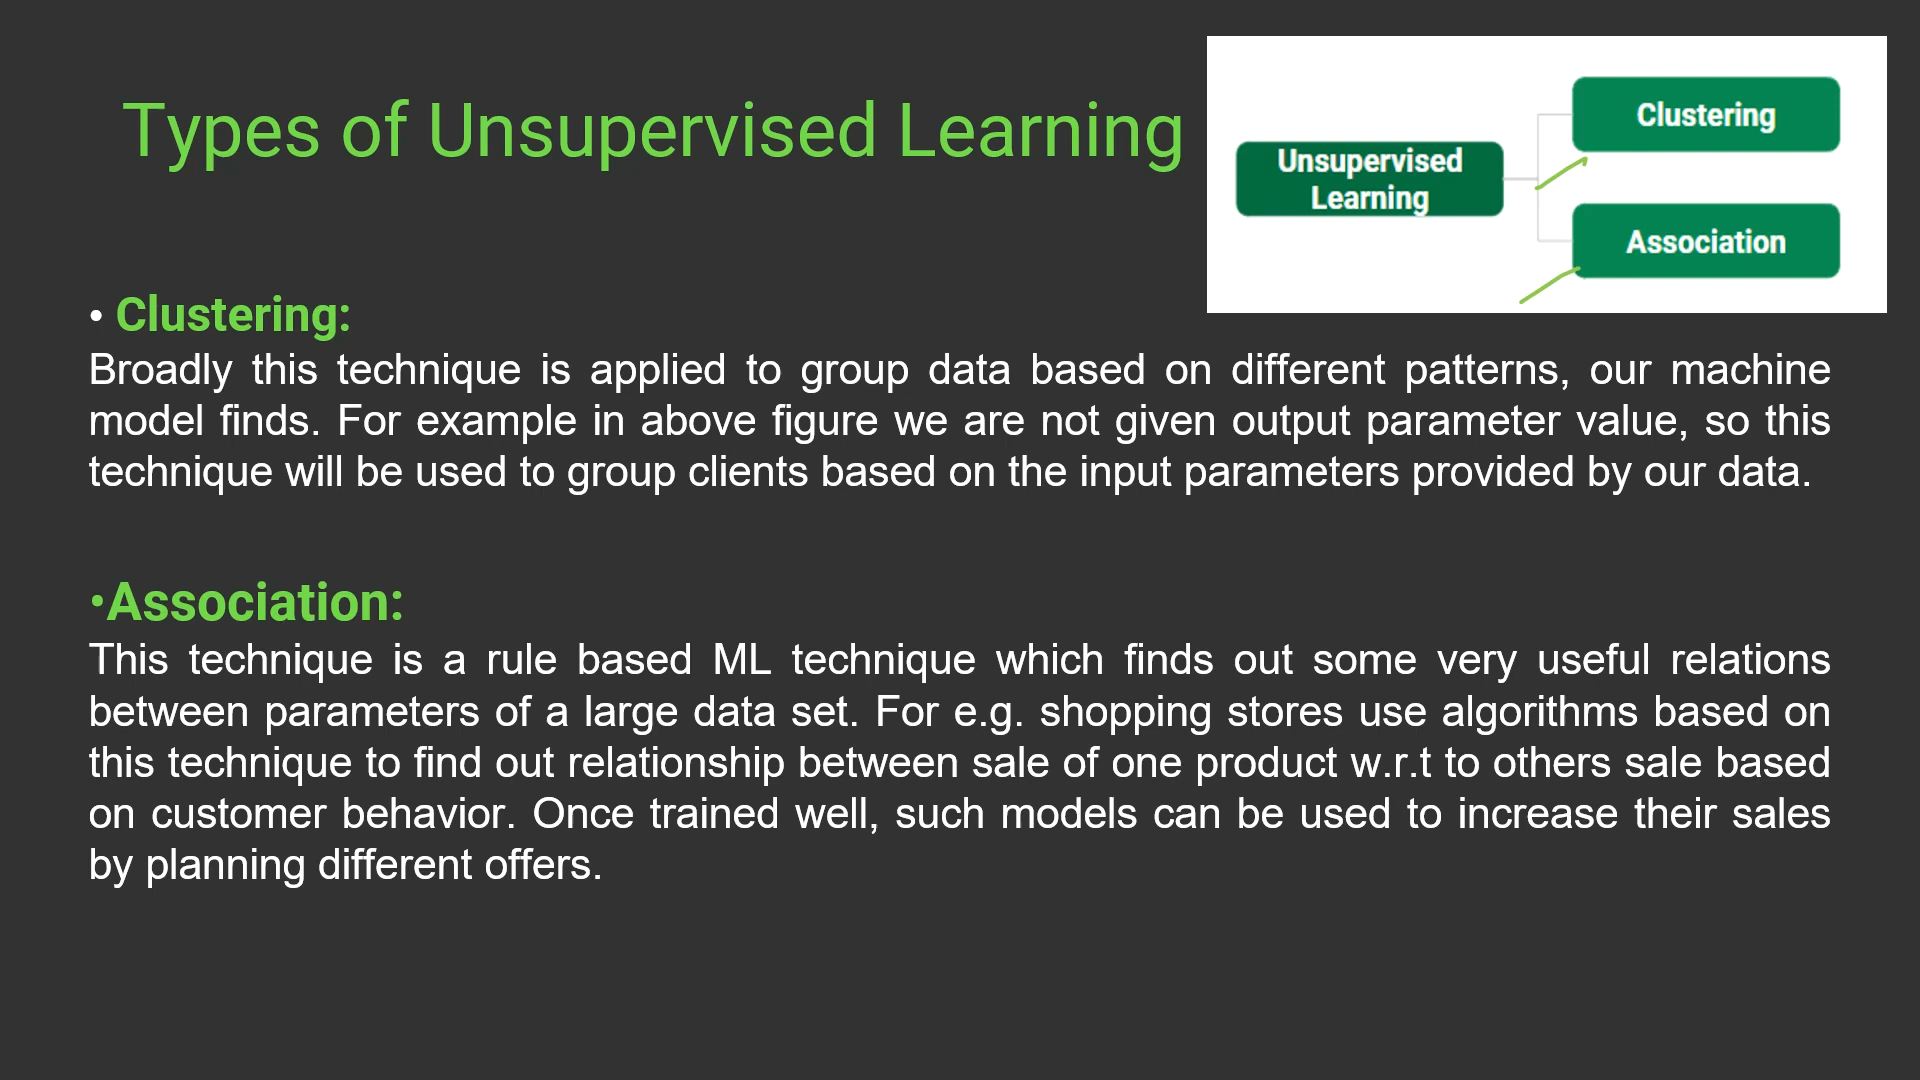 Types of Unsupervised Learning
Unsupervised
Learning
Clustering
Association
• Clustering:
Broadly this technique is applied to group data based on different patterns, our machine
model finds. For example in above figure we are not given output parameter value, so this
technique will be used to group clients based on the input parameters provided by our data.
•Association:
This technique is a rule based ML technique which finds out some very useful relations
between parameters of a large data set. For e.g. shopping stores use algorithms based on
this technique to find out relationship between sale of one product w.r.t to others sale based
on customer behavior. Once trained well, such models can be used to increase their sales
by planning different offers.